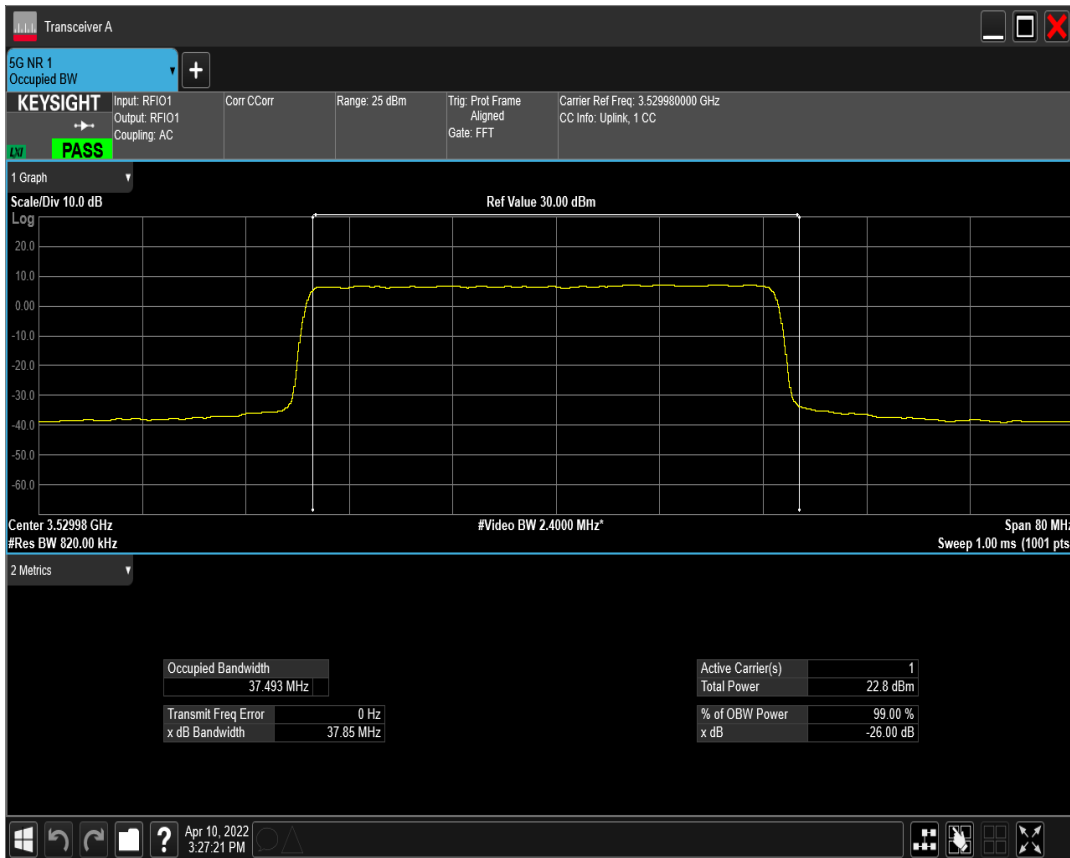 Transceiver A
5G NR 1
Occupied BW
+
KEYSIGHT
LXI
PASS
Input: RFIO1
Output: RFIO1
Coupling: AC
Corr CCorr
Range: 25 dBm
Trig: Prot Frame
Aligned
Gate: FFT
Carrier Ref Freq: 3.529980000 GHz
CC Info: Uplink, 1 CC
1 Graph
Scale/Div 10.0 dB
Ref Value 30.00 dBm
Log
20.0
10.0
0.00
-10.0
-20.0
-30.0
-40.0
-50.0
-60.0
Center 3.52998 GHz
#Video BW 2.4000 MHz*
Span 80 MHz
#Res BW 820.00 kHz
Sweep 1.00 ms (1001 pts
2 Metrics
Occupied Bandwidth
37.493 MHz
Transmit Freq Error 0 Hz
x dB Bandwidth 37.85 MHz
Active Carrier(s) 1
Total Power 22.8 dBm
% of OBW Power 99.00 %
x dB -26.00 dB
?
Apr 10, 2022
3:27:21 PM